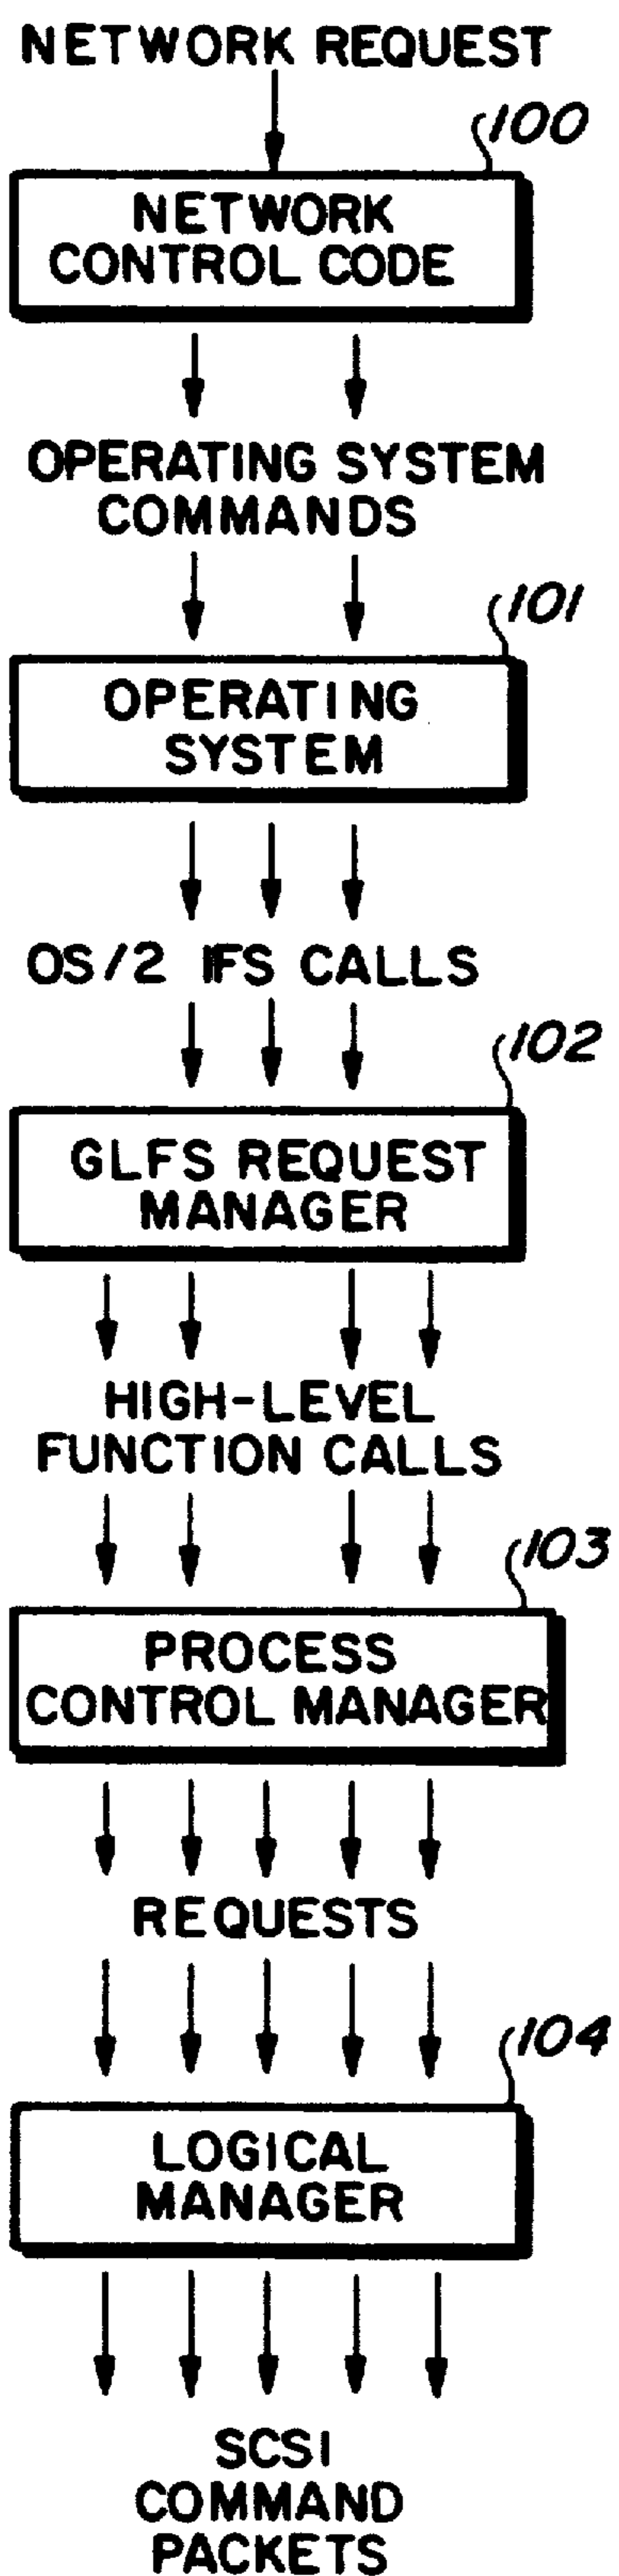 NETWORK REQUEST
100
NETWORK
CONTROL CODE
OPERATING SYSTEM
COMMANDS
101
OPERATING
SYSTEM
OS/2 IFS CALLS
102
GLFS REQUEST
MANAGER
HIGH-LEVEL
FUNCTION CALLS
103
PROCESS
CONTROL MANAGER
REQUESTS
104
LOGICAL
MANAGER
SCSI
COMMAND
PACKETS